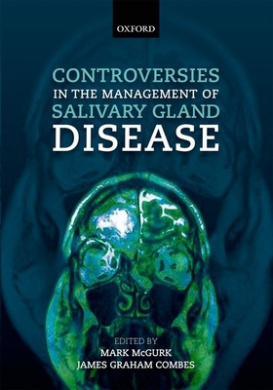 OXFORD
CONTROVERSIES
IN THE MANAGEMENT OF
SALIVARY GLAND
DISEASE
EDITED BY
MARK MCGURK
JAMES GRAHAM COMBES